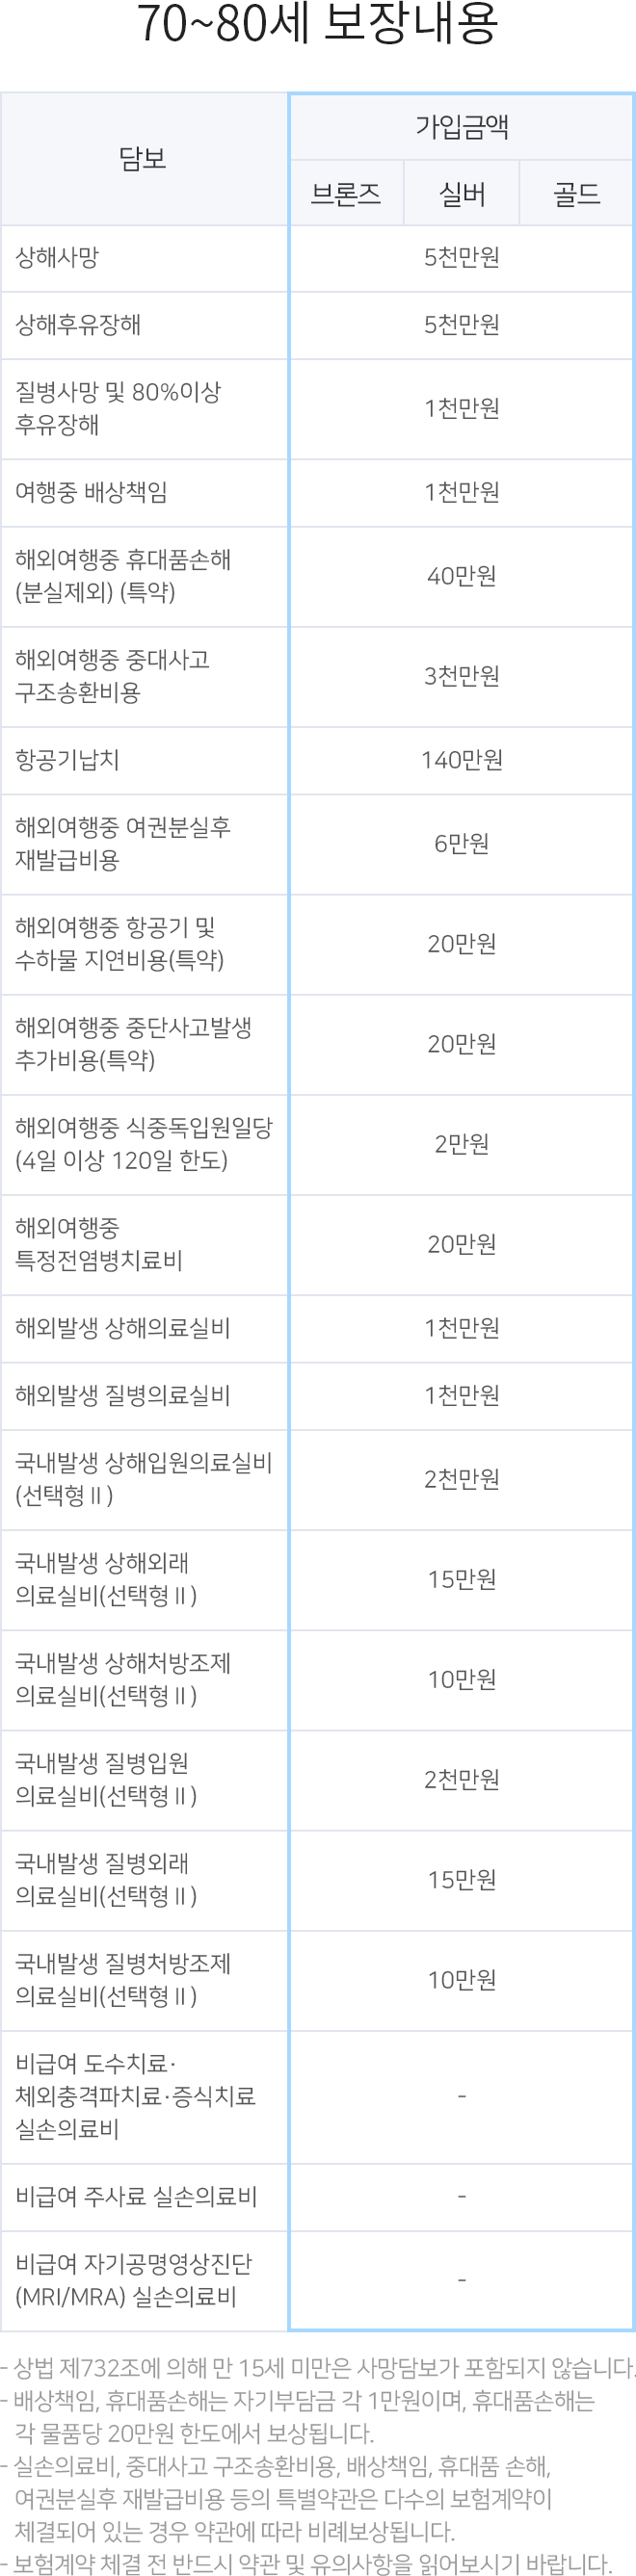 70~80세 보장내용
담보
가입금액
브론즈 실버 골드
상해사망 5천만원
상해후유장해 5천만원
질병사망 및 80%이상
후유장해
1천만원
여행중 배상책임 1천만원
해외여행중 휴대품손해
(분실제외) (특약)
40만원
해외여행중 중대사고
구조송환비용
3천만원
항공기납치 140만원
해외여행중 여권분실후
재발급비용
6만원
해외여행중 항공기 및
수하물 지연비용(특약)
20만원
해외여행중 중단사고발생
추가비용(특약)
20만원
해외여행중 식중독입원일당
(4일 이상 120일 한도)
2만원
해외여행중
특정전염병치료비
20만원
해외발생 상해의료실비 1천만원
해외발생 질병의료실비 1천만원
국내발생 상해입원의료실비
(선택형Ⅱ)
2천만원
국내발생 상해외래
의료실비(선택형Ⅱ)
15만원
국내발생 상해처방조제
의료실비(선택형Ⅱ)
10만원
국내발생 질병입원
의료실비(선택형Ⅱ)
2천만원
국내발생 질병외래
의료실비(선택형Ⅱ)
15만원
국내발생 질병처방조제
의료실비(선택형Ⅱ)
10만원
비급여 도수치료·
체외충격파치료·증식치료
실손의료비
-
비급여 주사료 실손의료비 -
비급여 자기공명영상진단
(MRI/MRA) 실손의료비
-
- 상법 제732조에 의해 만 15세 미만은 사망담보가 포함되지 않습니다.
- 배상책임, 휴대품손해는 자기부담금 각 1만원이며, 휴대품손해는
각 물품당 20만원 한도에서 보상됩니다.
- 실손의료비, 중대사고 구조송환비용, 배상책임, 휴대품 손해,
여권분실후 재발급비용 등의 특별약관은 다수의 보험계약이
체결되어 있는 경우 약관에 따라 비례보상됩니다.
- 보험계약 체결 전 반드시 약관 및 유의사항을 읽어보시기 바랍니다.